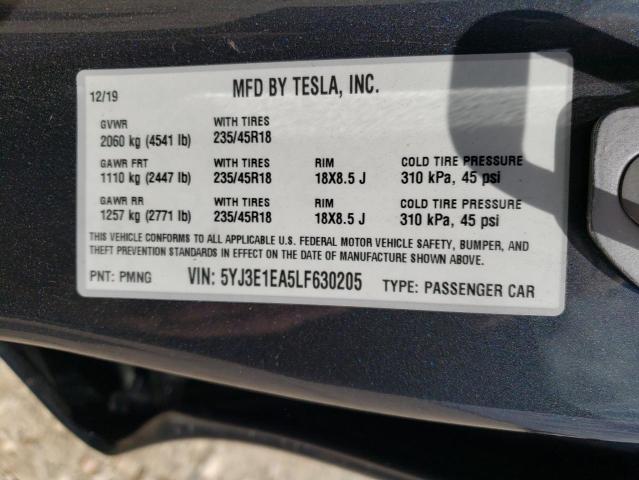 MFD BY TESLA, INC.
12/19
GVWR WITH TIRES
2060 kg (4541 lb) 235/45R18
GAWR FRT WITH TIRES RIM COLD TIRE PRESSURE
1110 kg (2447 lb) 235/45R18 18X8.5 J 310 kPa, 45 psi
GAWR RR WITH TIRES RIM COLD TIRE PRESSURE
1257 kg (2771 lb) 235/45R18 18X8.5 J 310 kPa, 45 psi
THIS VEHICLE CONFORMS TO ALL APPLICABLE U.S. FEDERAL MOTOR VEHICLE SAFETY, BUMPER, AND
THEFT PREVENTION STANDARDS IN EFFECT ON THE DATE OF MANUFACTURE SHOWN ABOVE.
PNT: PMNG VIN: 5YJ3E1EA5LF630205 TYPE: PASSENGER CAR